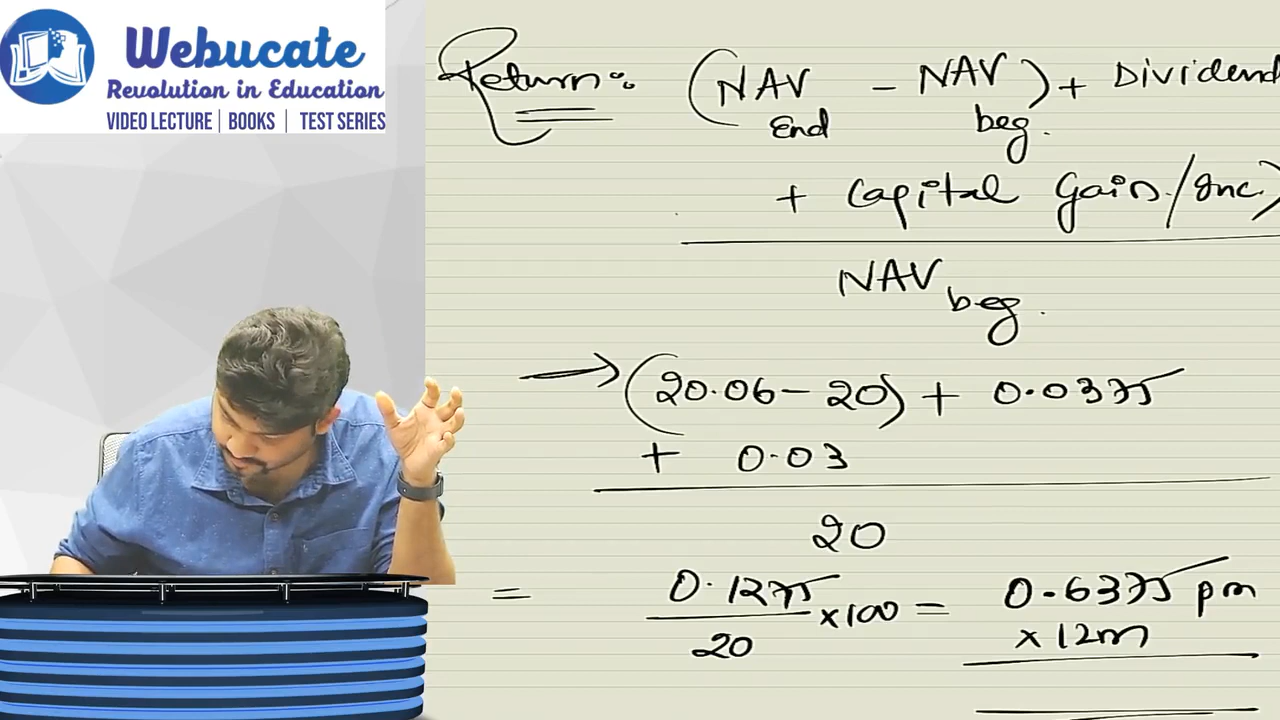 Webucate
Revolution in Education
VIDEO LECTURE | BOOKS | TEST SERIES
Return:
(NAV End - NAV beg.) + Dividend
+ Capital Gain/Inc.)
NAV beg.
→ (20.06 - 20) + 0.0375
+ 0.03
20
= 0.1275 / 20 × 100 = 0.6375 pm
× 12m